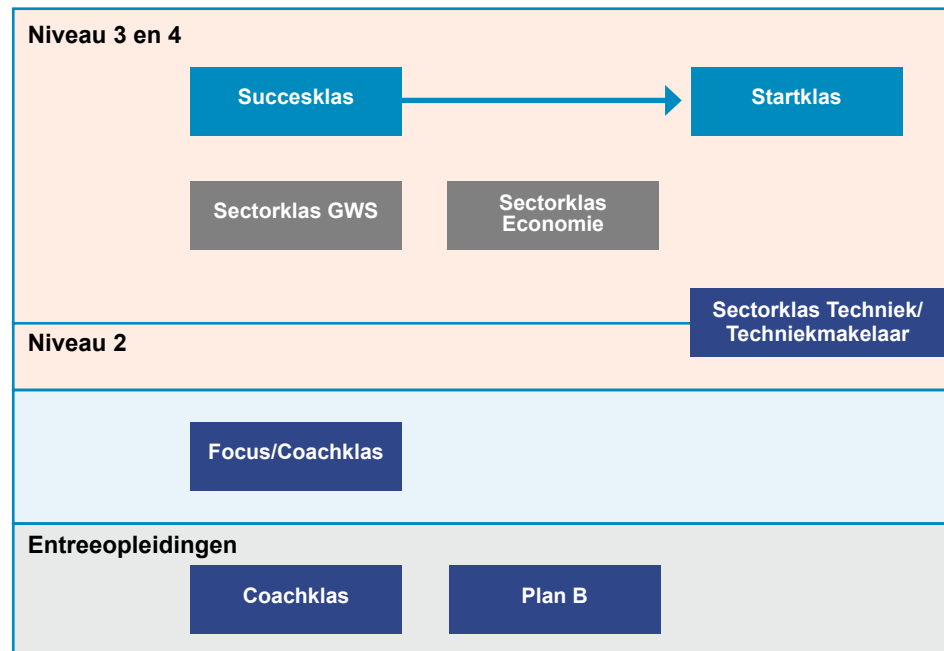 Niveau 3 en 4
Succesklas
Startklas
Sectorklas GWS
Sectorklas
Economie
Sectorklas Techniek/
Techniekmakelaar
Niveau 2
Focus/Coachklas
Entreeopleidingen
Coachklas
Plan B